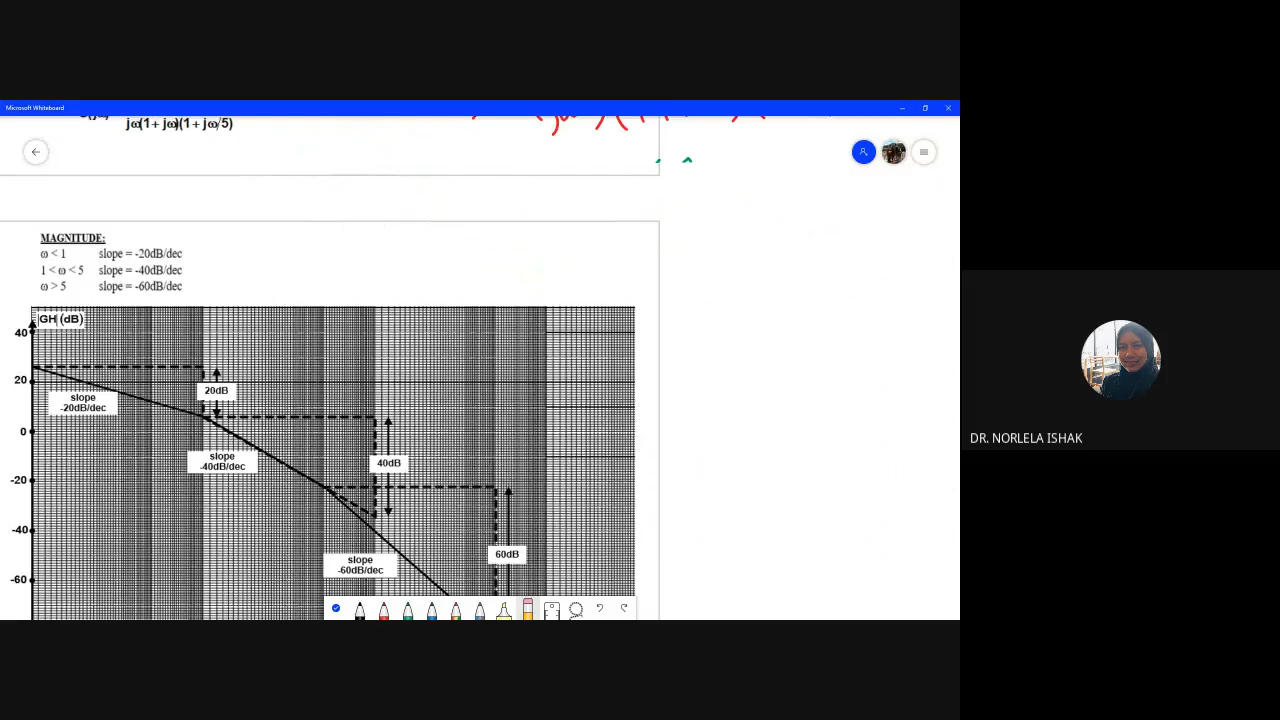 Microsoft Whiteboard
jω(1 + jω)(1 + jω/5)
MAGNITUDE:
ω < 1 slope = -20dB/dec
1 < ω < 5 slope = -40dB/dec
ω > 5 slope = -60dB/dec
GH (dB)
40
20
0
-20
-40
-60
20dB
slope
-20dB/dec
slope
-40dB/dec
40dB
60dB
slope
-60dB/dec
DR. NORLELA ISHAK